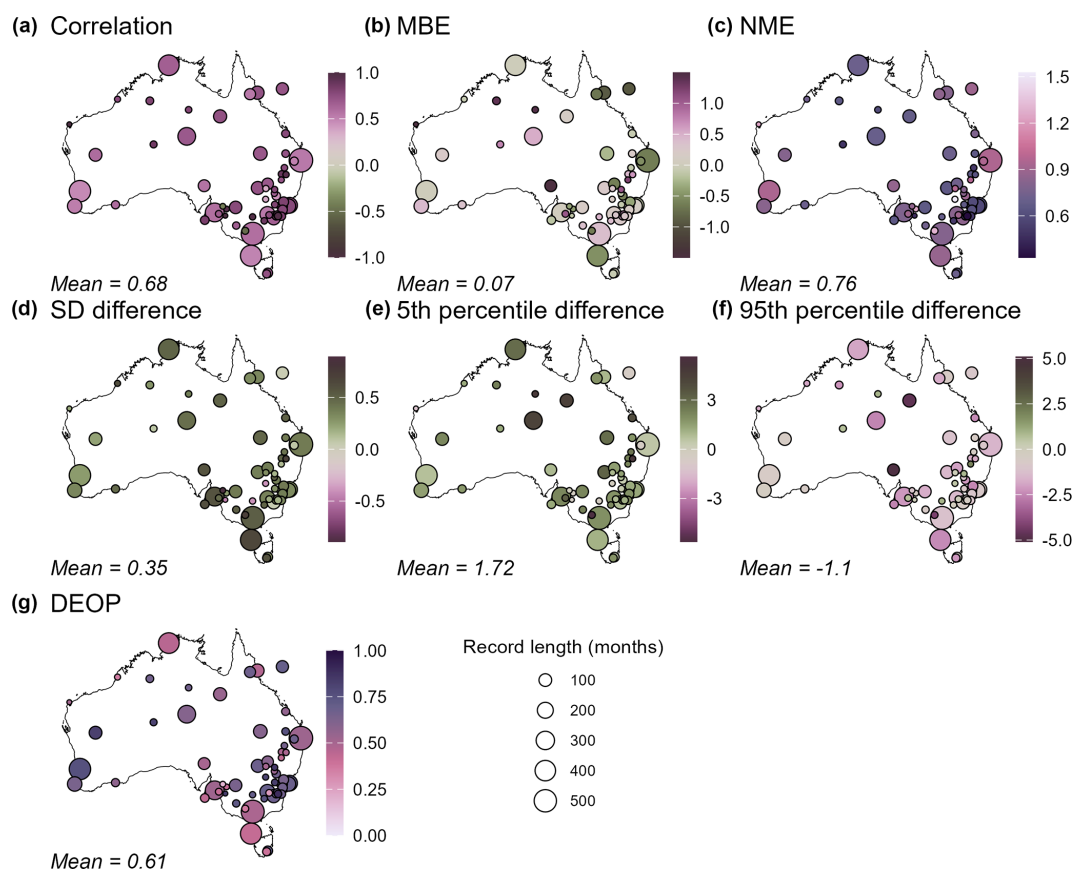 (a) Correlation
1.0
0.5
0.0
-0.5
-1.0
Mean = 0.68
(b) MBE
1.0
0.5
0.0
-0.5
-1.0
Mean = 0.07
(c) NME
1.5
1.2
0.9
0.6
Mean = 0.76
(d) SD difference
0.5
0.0
-0.5
Mean = 0.35
(e) 5th percentile difference
3
0
-3
Mean = 1.72
(f) 95th percentile difference
5.0
2.5
0.0
-2.5
-5.0
Mean = -1.1
(g) DEOP
1.00
0.75
0.50
0.25
0.00
Mean = 0.61
Record length (months)
100
200
300
400
500